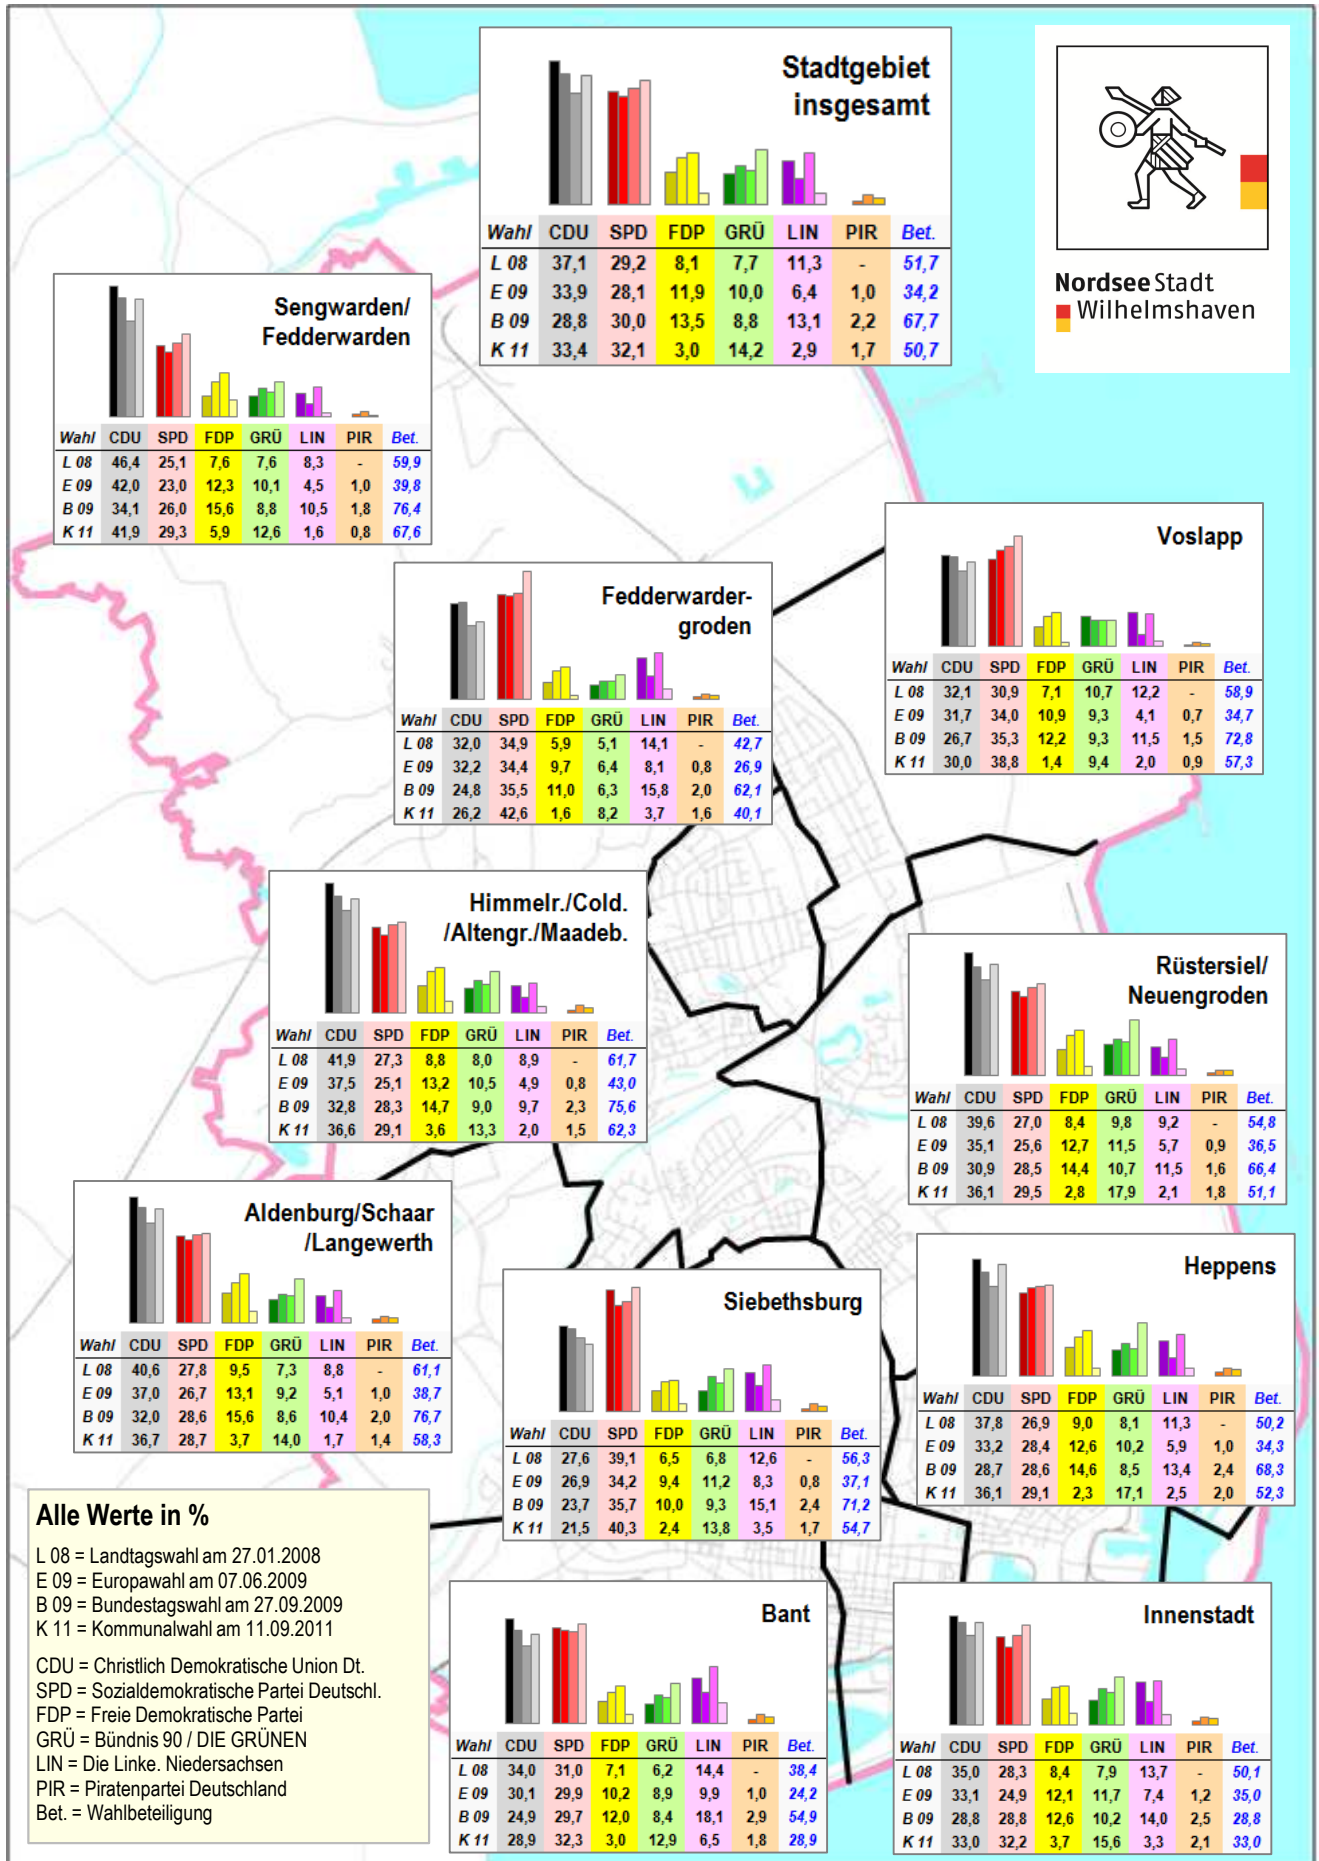 Stadtgebiet
insgesamt
Wahl CDU SPD FDP GRÜ LIN PIR Bet.
L 08 37,1 29,2 8,1 7,7 11,3 - 51,7
E 09 33,9 28,1 11,9 10,0 6,4 1,0 34,2
B 09 28,8 30,0 13,5 8,8 13,1 2,2 67,7
K 11 33,4 32,1 3,0 14,2 2,9 1,7 50,7
Nordsee Stadt
Wilhelmshaven
Sengwarden/
Fedderwarden
Wahl CDU SPD FDP GRÜ LIN PIR Bet.
L 08 46,4 25,1 7,6 7,6 8,3 - 59,9
E 09 42,0 23,0 12,3 10,1 4,5 1,0 39,8
B 09 34,1 26,0 15,6 8,8 10,5 1,8 76,4
K 11 41,9 29,3 5,9 12,6 1,6 0,8 67,6
Voslapp
Wahl CDU SPD FDP GRÜ LIN PIR Bet.
L 08 32,1 30,9 7,1 10,7 12,2 - 58,9
E 09 31,7 34,0 10,9 9,3 4,1 0,7 34,7
B 09 26,7 35,3 12,2 9,3 11,5 1,5 72,8
K 11 30,0 38,8 1,4 9,4 2,0 0,9 57,3
Fedderwarder-
groden
Wahl CDU SPD FDP GRÜ LIN PIR Bet.
L 08 32,0 34,9 5,9 5,1 14,1 - 42,7
E 09 32,2 34,4 9,7 6,4 8,1 0,8 26,9
B 09 24,8 35,5 11,0 6,3 15,8 2,0 62,1
K 11 26,2 42,6 1,6 8,2 3,7 1,6 40,1
Himmelr./Cold.
/Altengr./Maadeb.
Wahl CDU SPD FDP GRÜ LIN PIR Bet.
L 08 41,9 27,3 8,8 8,0 8,9 - 61,7
E 09 37,5 25,1 13,2 10,5 4,9 0,8 43,0
B 09 32,8 28,3 14,7 9,0 9,7 2,3 75,6
K 11 36,6 29,1 3,6 13,3 2,0 1,5 62,3
Rüstersiel/
Neuengroden
Wahl CDU SPD FDP GRÜ LIN PIR Bet.
L 08 39,6 27,0 8,4 9,8 9,2 - 54,8
E 09 35,1 25,6 12,7 11,5 5,7 0,9 36,5
B 09 30,9 28,5 14,4 10,7 11,5 1,6 66,4
K 11 36,1 29,5 2,8 17,9 2,1 1,8 51,1
Aldenburg/Schaar
/Langewerth
Wahl CDU SPD FDP GRÜ LIN PIR Bet.
L 08 40,6 27,8 9,5 7,3 8,8 - 61,1
E 09 37,0 26,7 13,1 9,2 5,1 1,0 38,7
B 09 32,0 28,6 15,6 8,6 10,4 2,0 76,7
K 11 36,7 28,7 3,7 14,0 1,7 1,4 58,3
Siebethsburg
Wahl CDU SPD FDP GRÜ LIN PIR Bet.
L 08 27,6 39,1 6,5 6,8 12,6 - 56,3
E 09 26,9 34,2 9,4 11,2 8,3 0,8 37,1
B 09 23,7 35,7 10,0 9,3 15,1 2,4 71,2
K 11 21,5 40,3 2,4 13,8 3,5 1,7 54,7
Heppens
Wahl CDU SPD FDP GRÜ LIN PIR Bet.
L 08 37,8 26,9 9,0 8,1 11,3 - 50,2
E 09 33,2 28,4 12,6 10,2 5,9 1,0 34,3
B 09 28,7 28,6 14,6 8,5 13,4 2,4 68,3
K 11 36,1 29,1 2,3 17,1 2,5 2,0 52,3
Alle Werte in %
L 08 = Landtagswahl am 27.01.2008
E 09 = Europawahl am 07.06.2009
B 09 = Bundestagswahl am 27.09.2009
K 11 = Kommunalwahl am 11.09.2011
CDU = Christlich Demokratische Union Dt.
SPD = Sozialdemokratische Partei Deutschl.
FDP = Freie Demokratische Partei
GRÜ = Bündnis 90 / DIE GRÜNEN
LIN = Die Linke. Niedersachsen
PIR = Piratenpartei Deutschland
Bet. = Wahlbeteiligung
Bant
Wahl CDU SPD FDP GRÜ LIN PIR Bet.
L 08 34,0 31,0 7,1 6,2 14,4 - 38,4
E 09 30,1 29,9 10,2 8,9 9,9 1,0 24,2
B 09 24,9 29,7 12,0 8,4 18,1 2,9 54,9
K 11 28,9 32,3 3,0 12,9 6,5 1,8 28,9
Innenstadt
Wahl CDU SPD FDP GRÜ LIN PIR Bet.
L 08 35,0 28,3 8,4 7,9 13,7 - 50,1
E 09 33,1 24,9 12,1 11,7 7,4 1,2 35,0
B 09 28,8 28,8 12,6 10,2 14,0 2,5 28,8
K 11 33,0 32,2 3,7 15,6 3,3 2,1 33,0